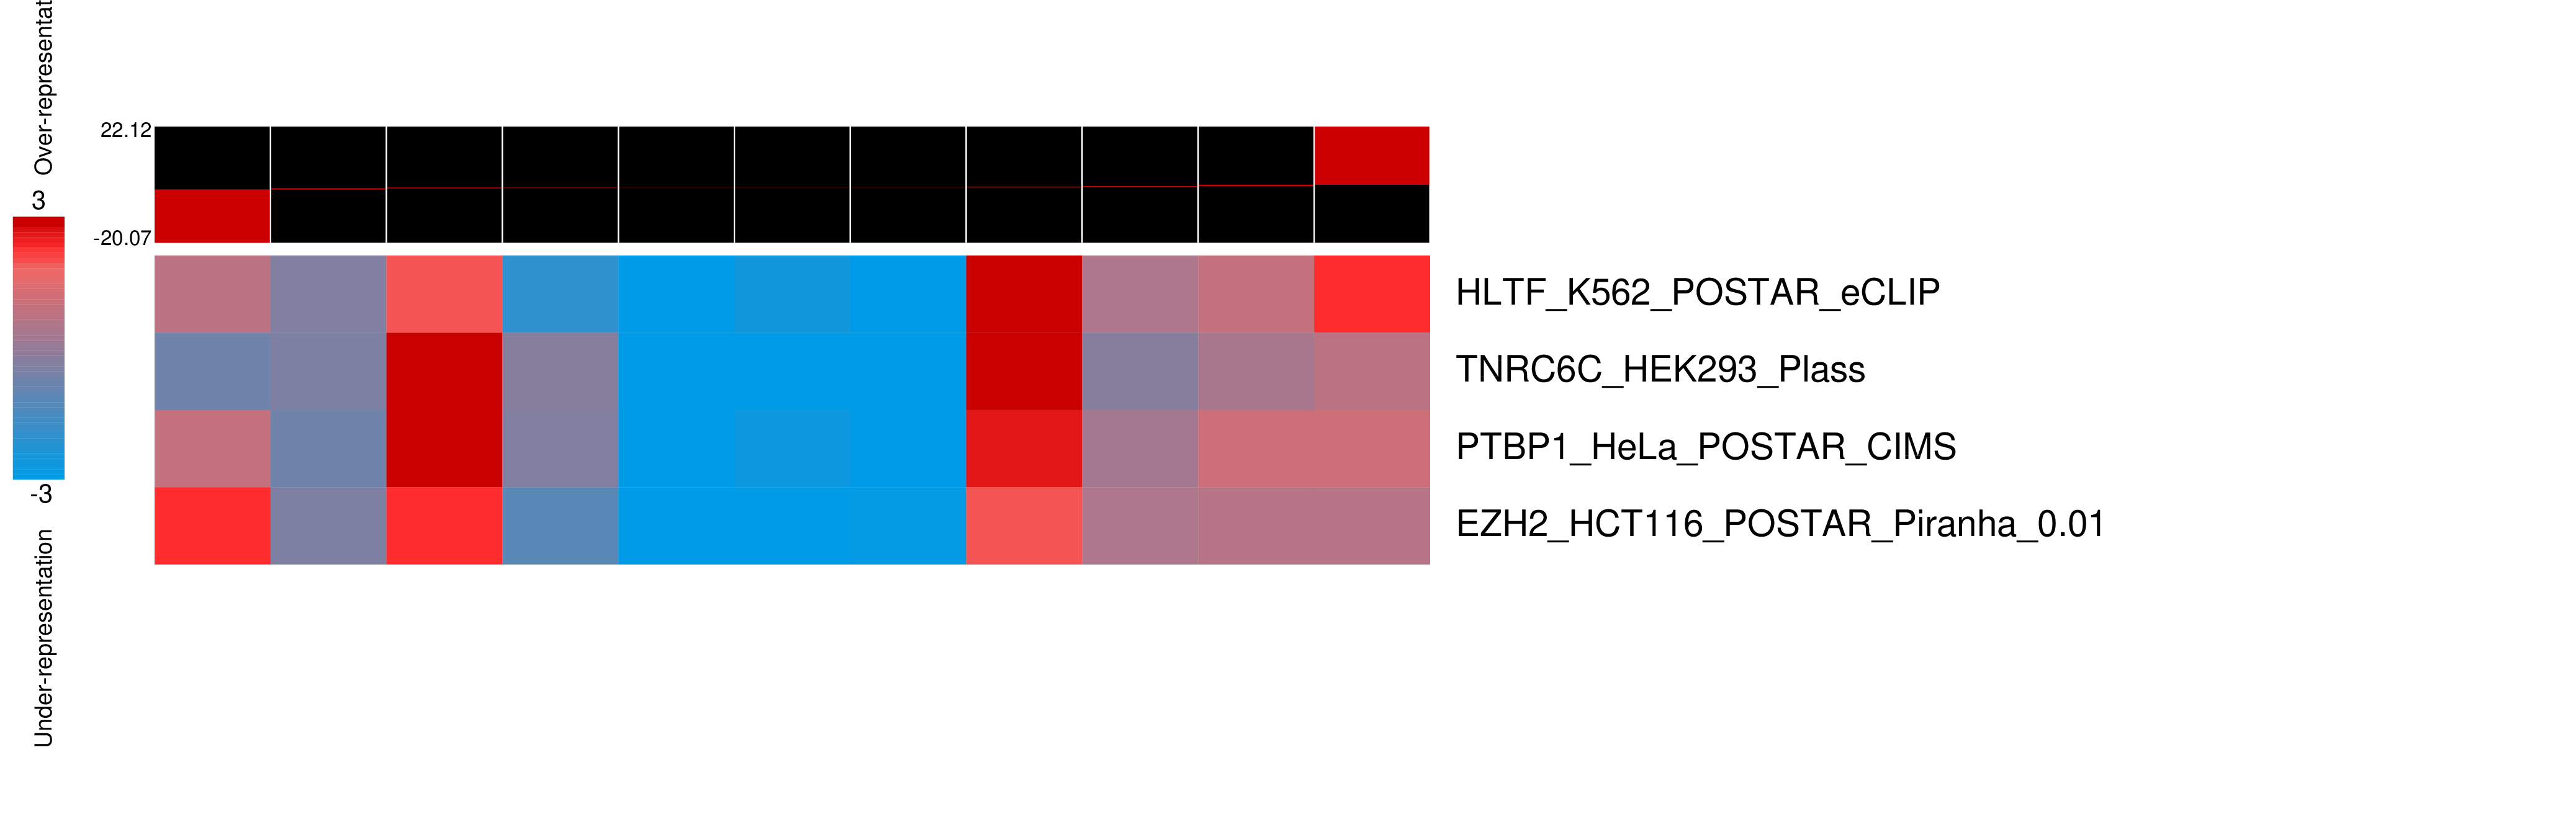 Over-representat
22.12
-20.07
3
-3
Under-representation
HLTF_K562_POSTAR_eCLIP
TNRC6C_HEK293_Plass
PTBP1_HeLa_POSTAR_CIMS
EZH2_HCT116_POSTAR_Piranha_0.01